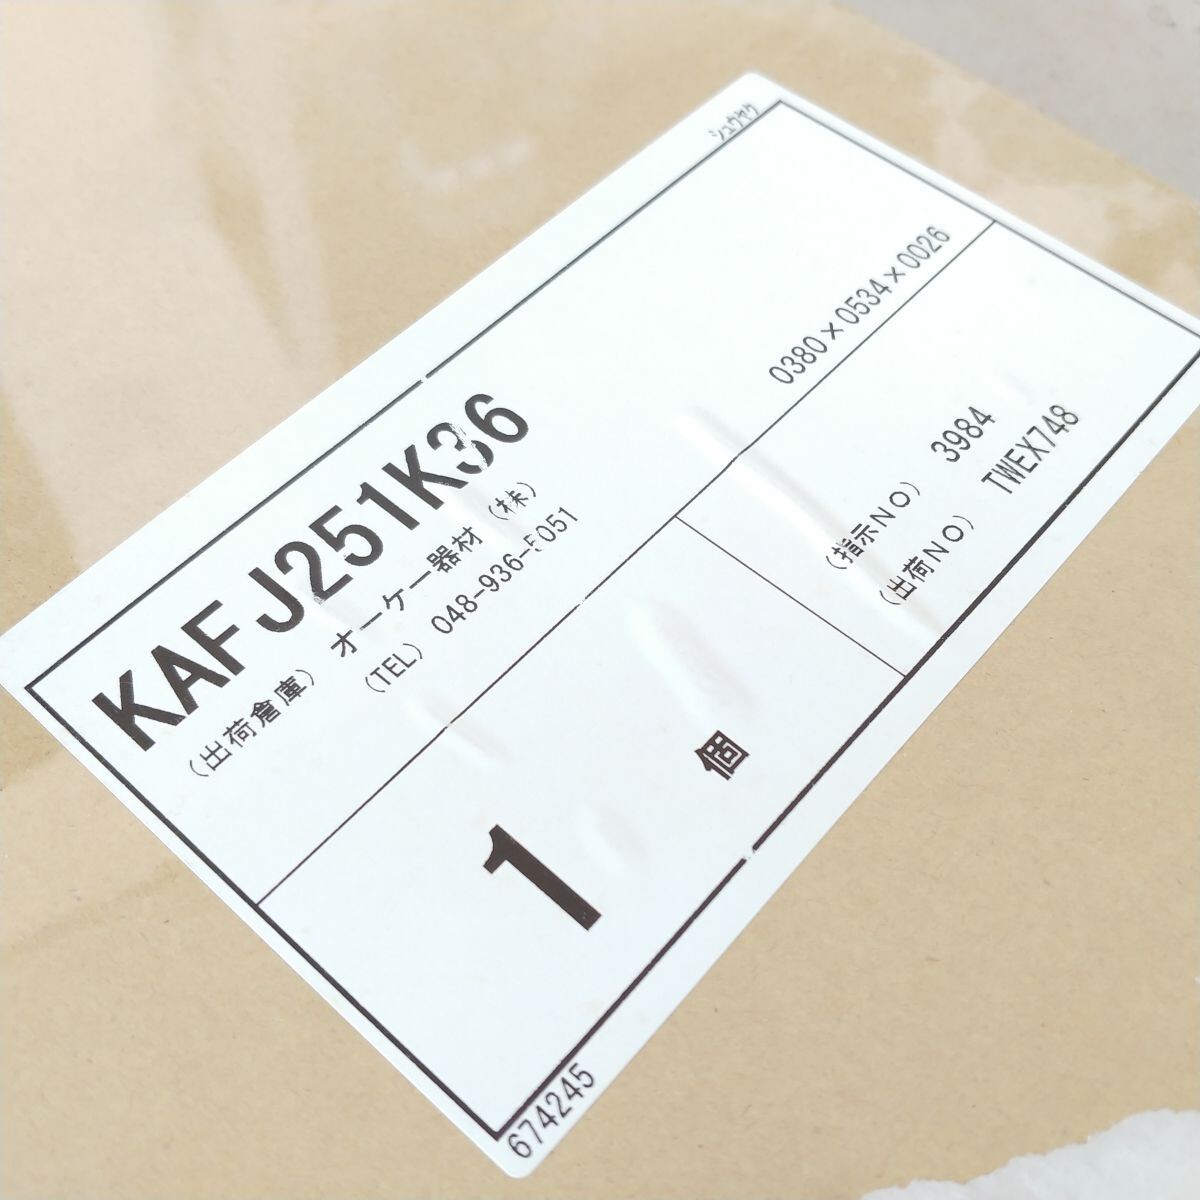 シュウヤク
KAFJ251K36
(出荷倉庫) オーケー器材 (株)
(TEL) 048-936-5051
0380×0534×0026
1 個
(指示NO) 3984
(出荷NO) TWEX748
674245